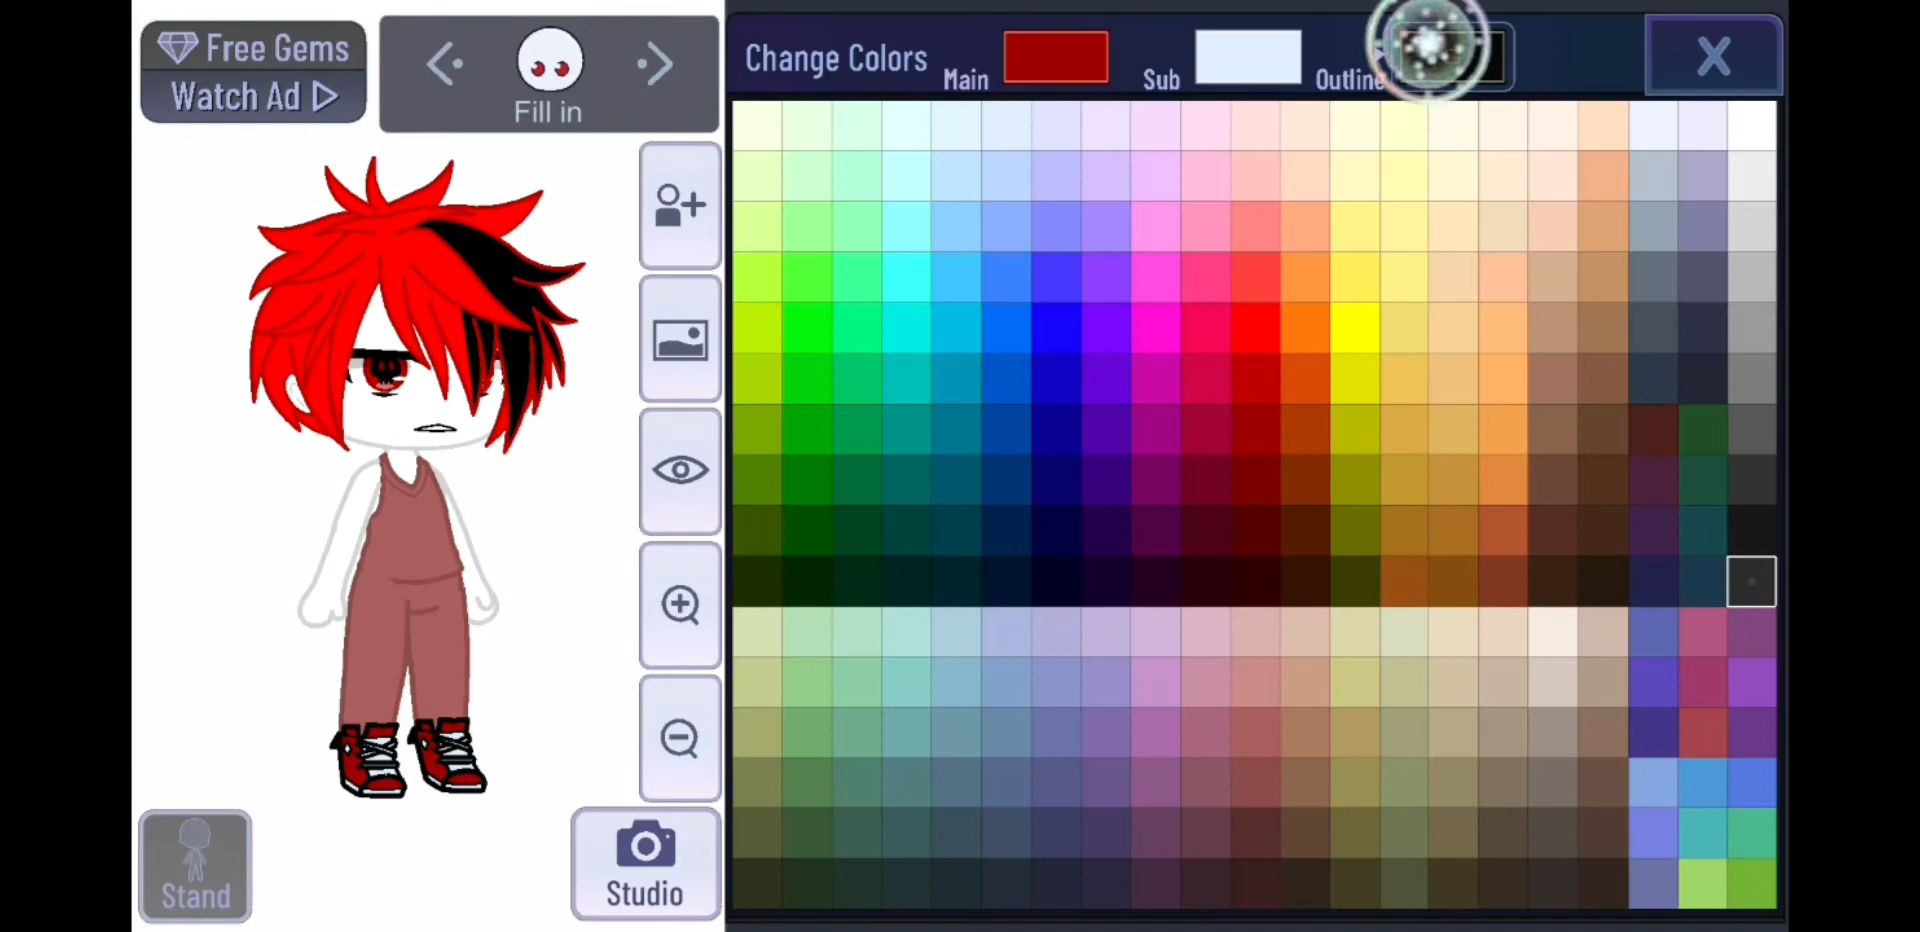 Free Gems
Watch Ad
Fill in
Change Colors
Main
Sub
Outline
X
Stand
Studio